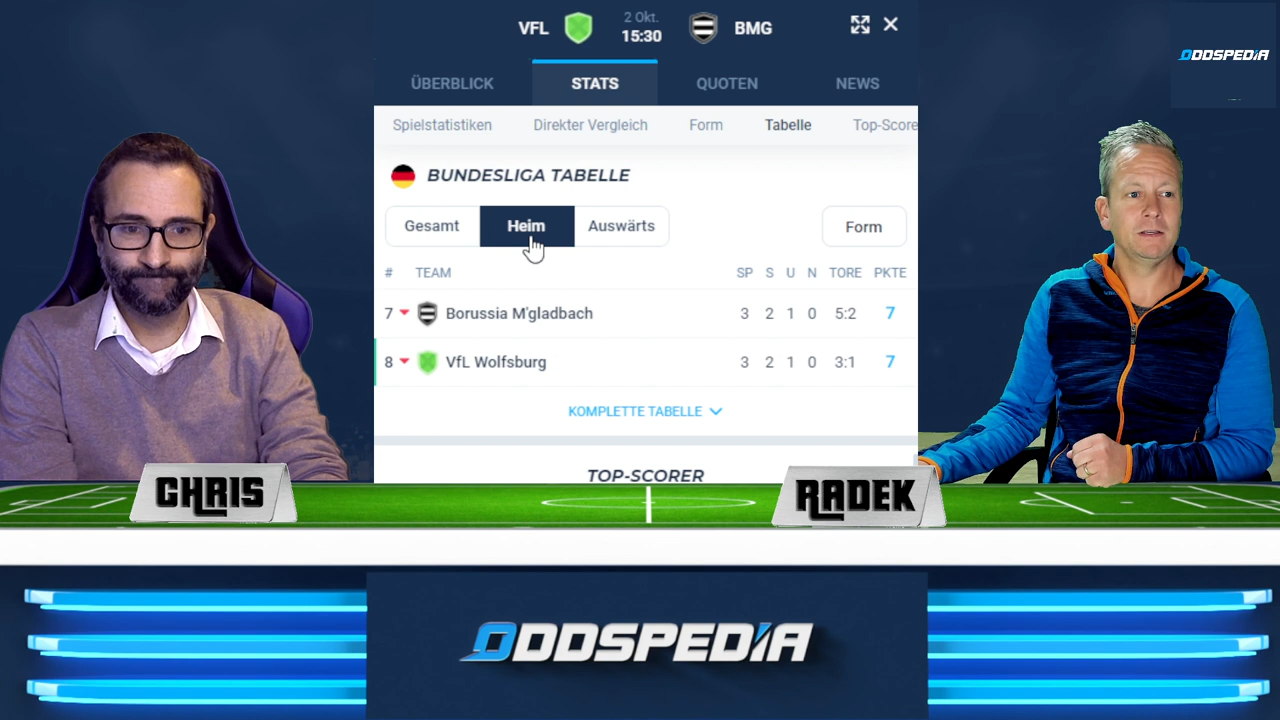 VFL 2 Okt. 15:30 BMG
ODDSPEDIA
ÜBERBLICK STATS QUOTEN NEWS
Spielstatistiken Direkter Vergleich Form Tabelle Top-Score
BUNDESLIGA TABELLE
Gesamt Heim Auswärts Form
# TEAM SP S U N TORE PKTE
7 Borussia M'gladbach 3 2 1 0 5:2 7
8 VfL Wolfsburg 3 2 1 0 3:1 7
KOMPLETTE TABELLE
TOP-SCORER
CHRIS
RADEK
ODDSPEDIA